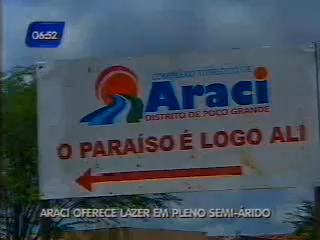 06:52
COMPLEXO TURÍSTICO DE
Araci
DISTRITO DE POÇO GRANDE
O PARAÍSO É LOGO ALI
ARACI OFERECE LAZER EM PLENO SEMI-ÁRIDO